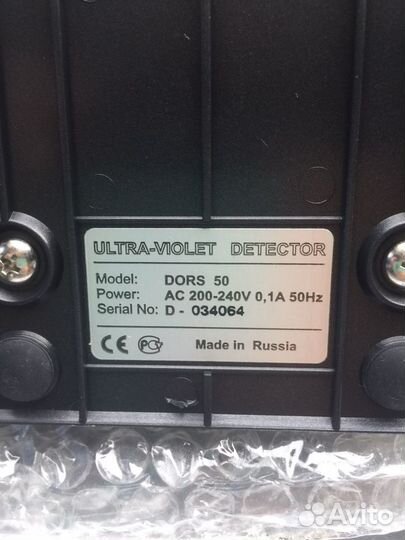 ULTRA-VIOLET DETECTOR
Model: DORS 50
Power: AC 200-240V 0,1A 50Hz
Serial No: D - 034064
CE РСТ Made in Russia
Avito